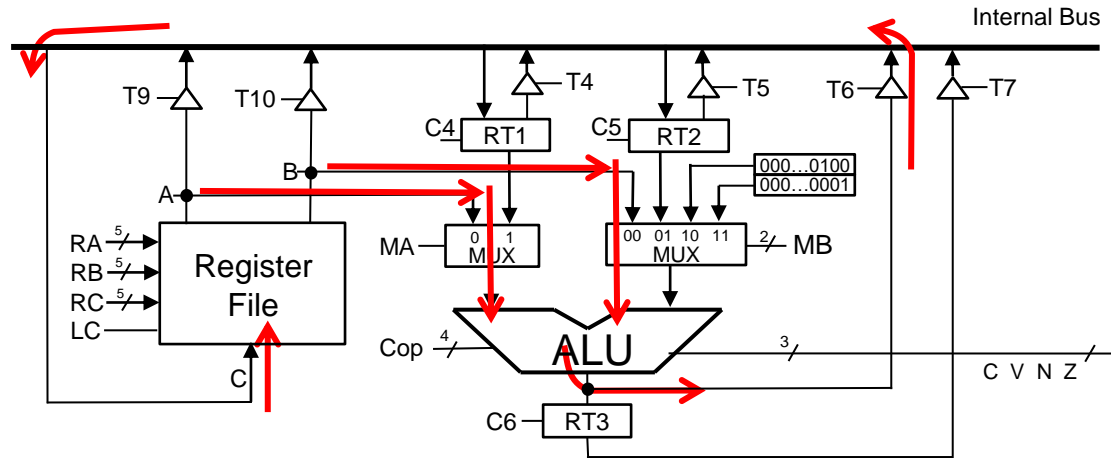 Internal Bus
T9
T10
T4
T5
T6
T7
C4
RT1
C5
RT2
000...0100
000...0001
B
A
RA
5
RB
5
RC
5
LC
Register
File
C
MA
0 1
MUX
00 01 10 11
MUX
2
MB
Cop
4
ALU
3
C V N Z
C6
RT3